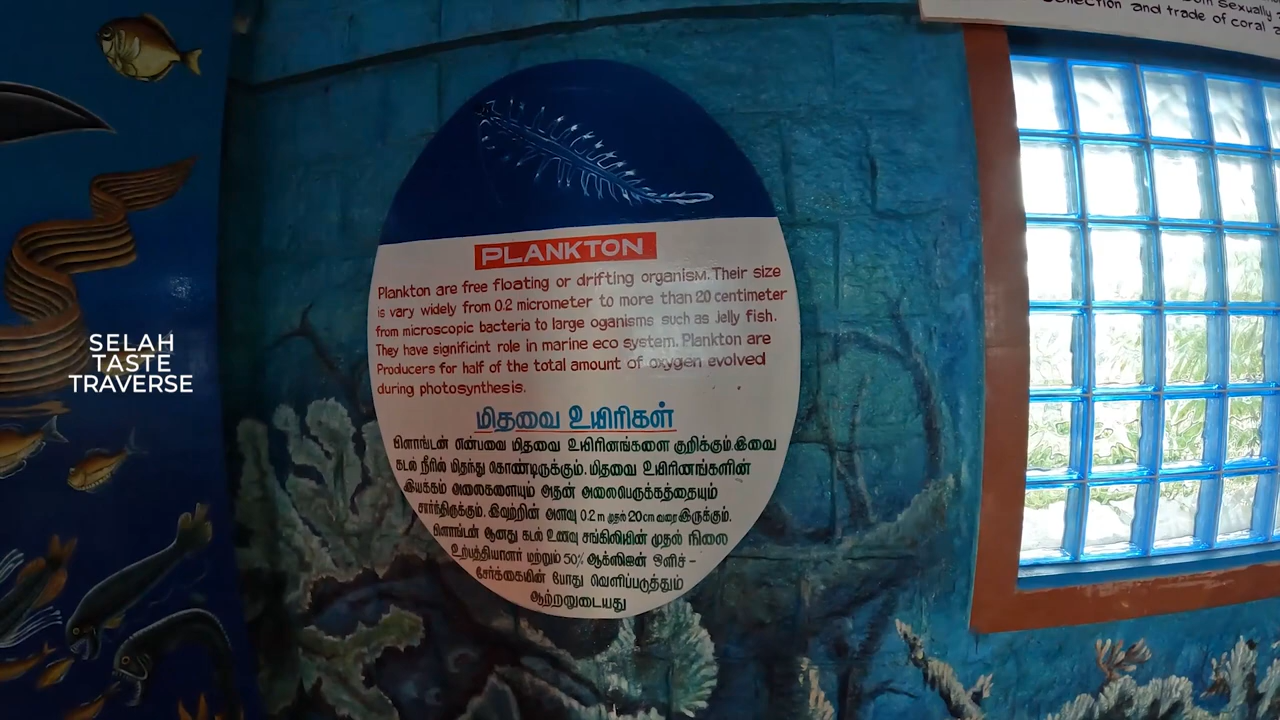 om Sexually
collection and trade of coral a
PLANKTON
Plankton are free floating or drifting organism. Their size
is vary widely from 0.2 micrometer to more than 20 centimeter
from microscopic bacteria to large oganisms such as Jelly fish.
They have significint role in marine eco system. Plankton are
Producers for half of the total amount of oxygen evolved
during photosynthesis.
மிதவை உயிரிகள்
பிளாங்டன் என்பவை மிதவை உயிரினங்களை குறிக்கும். இவை
கடல் நீரில் மிதந்து கொண்டிருக்கும். மிதவை உயிரினங்களின்
இயக்கம் அலைகளையும் அதன் அலைபெருக்கத்தையும்
சார்ந்திருக்கும். இவற்றின் அளவு 0.2 m முதல் 20cm வரை இருக்கும்.
பிளாங்டன் ஆனது கடல் உணவு சங்கிலியின் முதல் நிலை
உற்பத்தியாளர் மற்றும் 50% ஆக்ஸிஜன் ஒளிச் -
சேர்க்கையின் போது வெளிப்படுத்தும்
ஆற்றலுடையது
SELAH
TASTE
TRAVERSE